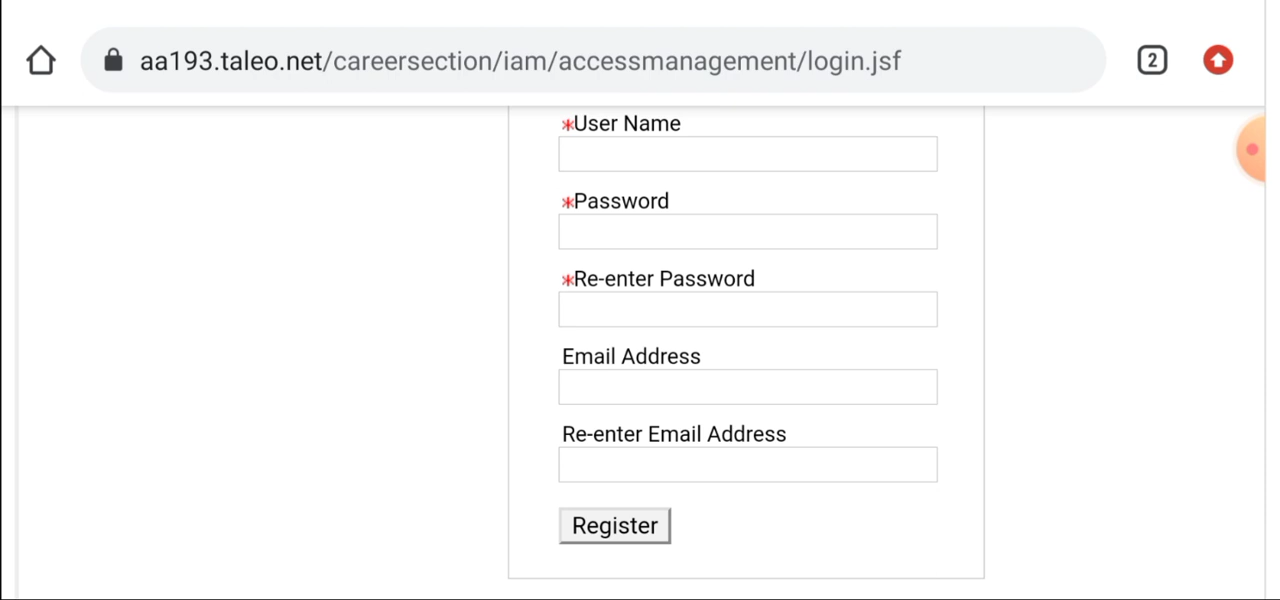 aa193.taleo.net/careersection/iam/accessmanagement/login.jsf
2
*User Name
*Password
*Re-enter Password
Email Address
Re-enter Email Address
Register